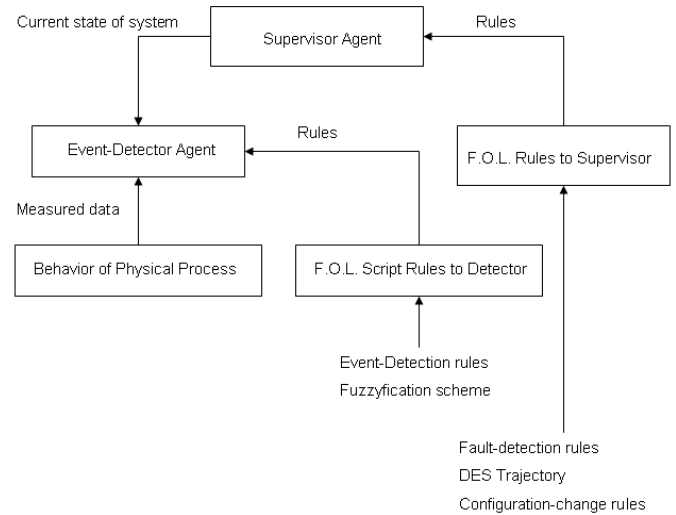 Current state of system
Supervisor Agent
Rules
Event-Detector Agent
Rules
F.O.L. Rules to Supervisor
Measured data
Behavior of Physical Process
F.O.L. Script Rules to Detector
Event-Detection rules
Fuzzyfication scheme
Fault-detection rules
DES Trajectory
Configuration-change rules